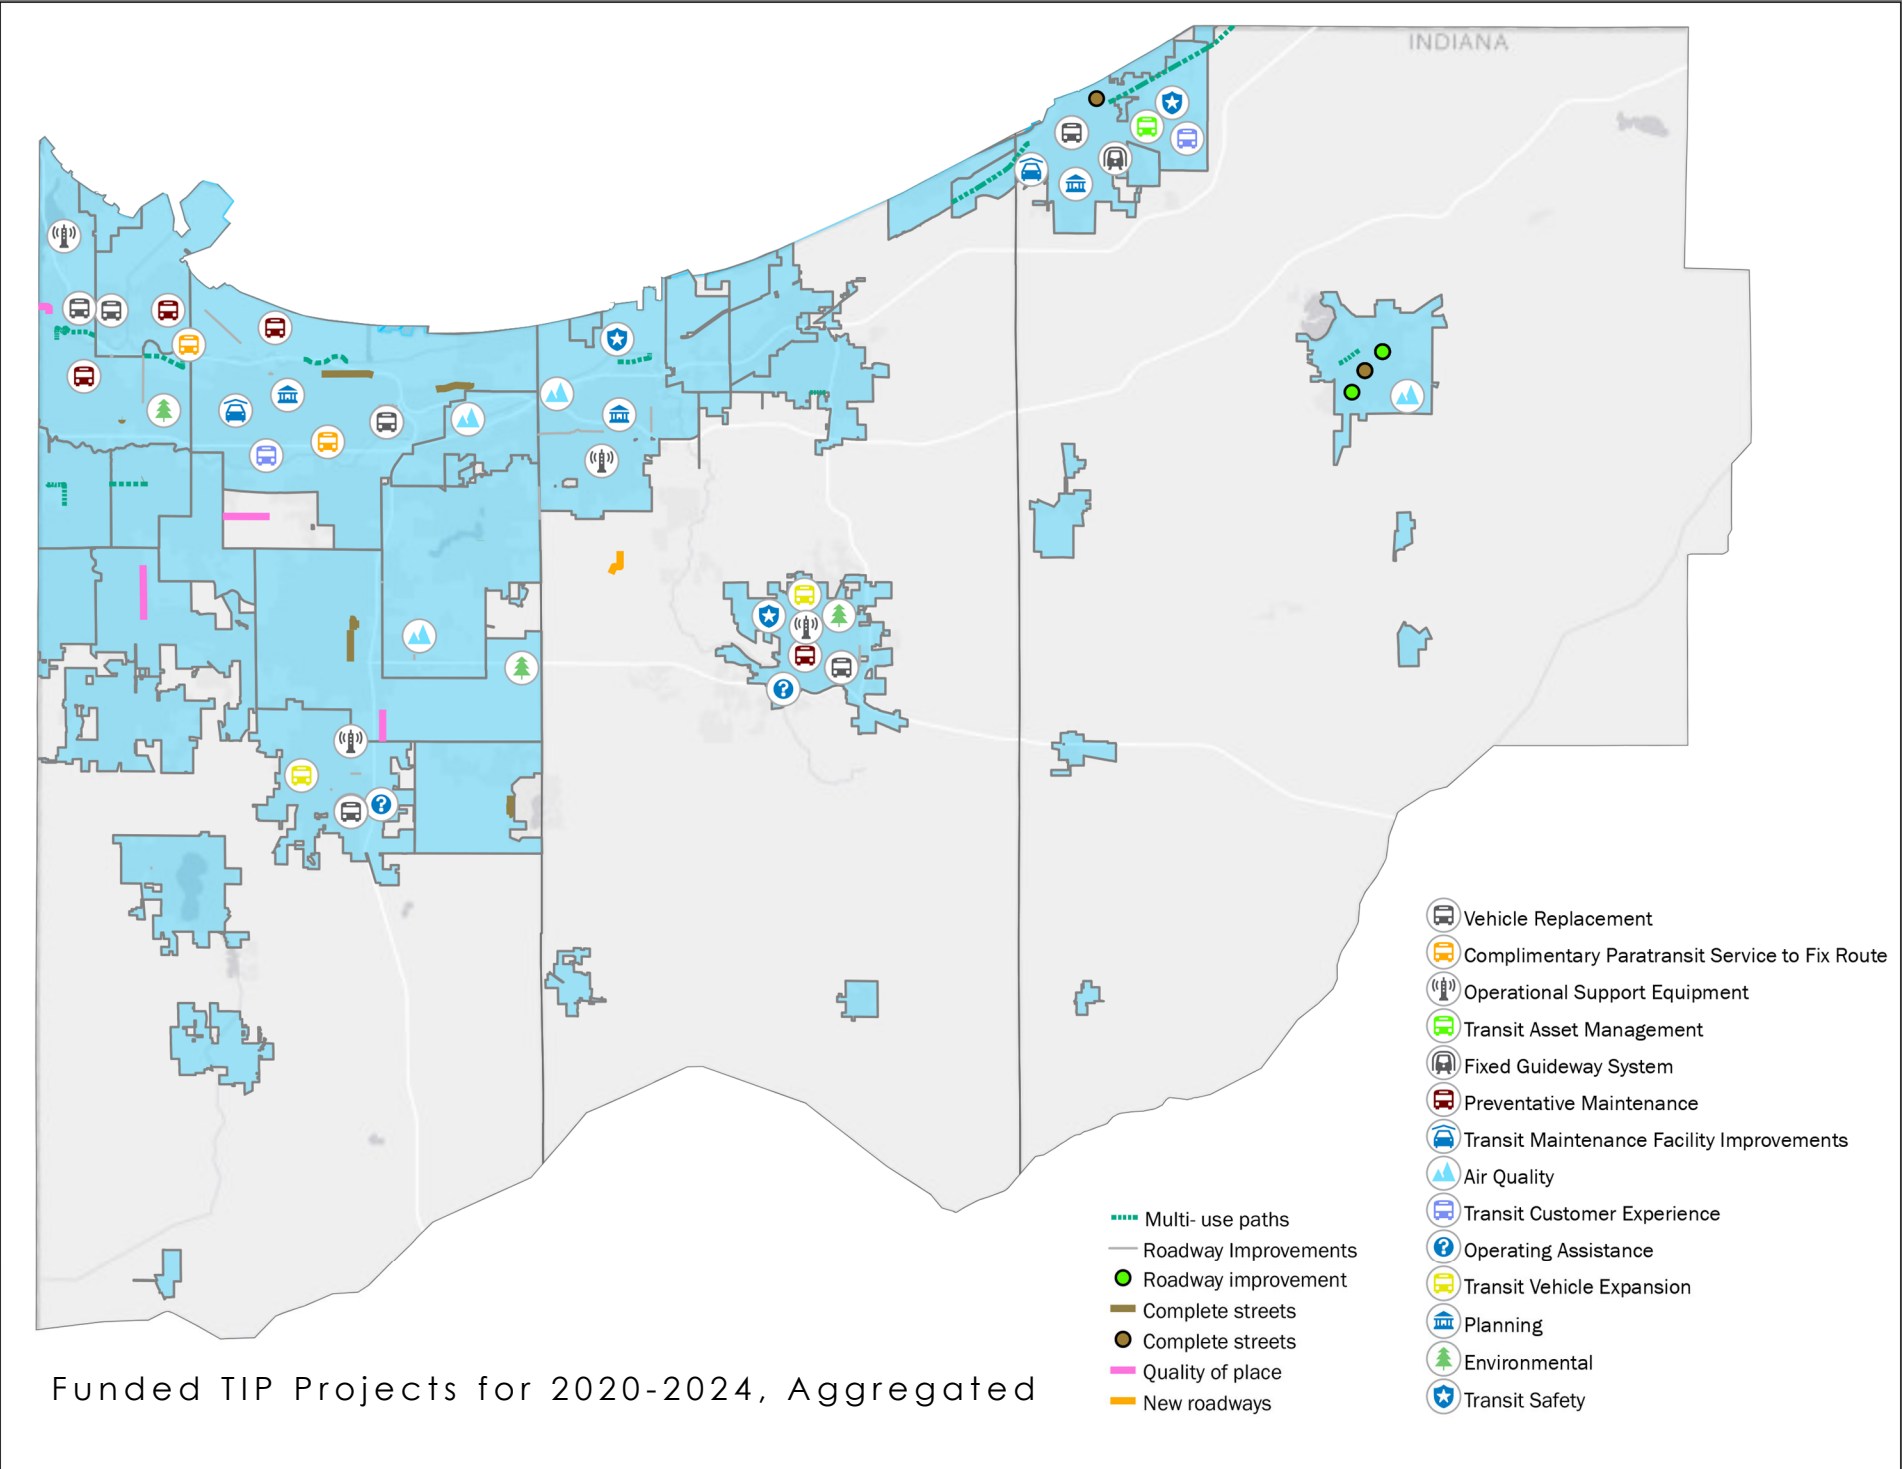 INDIANA
Vehicle Replacement
Complimentary Paratransit Service to Fix Route
Operational Support Equipment
Transit Asset Management
Fixed Guideway System
Preventative Maintenance
Transit Maintenance Facility Improvements
Air Quality
Transit Customer Experience
Operating Assistance
Transit Vehicle Expansion
Planning
Environmental
Transit Safety
Multi- use paths
Roadway Improvements
Roadway improvement
Complete streets
Complete streets
Quality of place
New roadways
Funded TIP Projects for 2020-2024, Aggregated